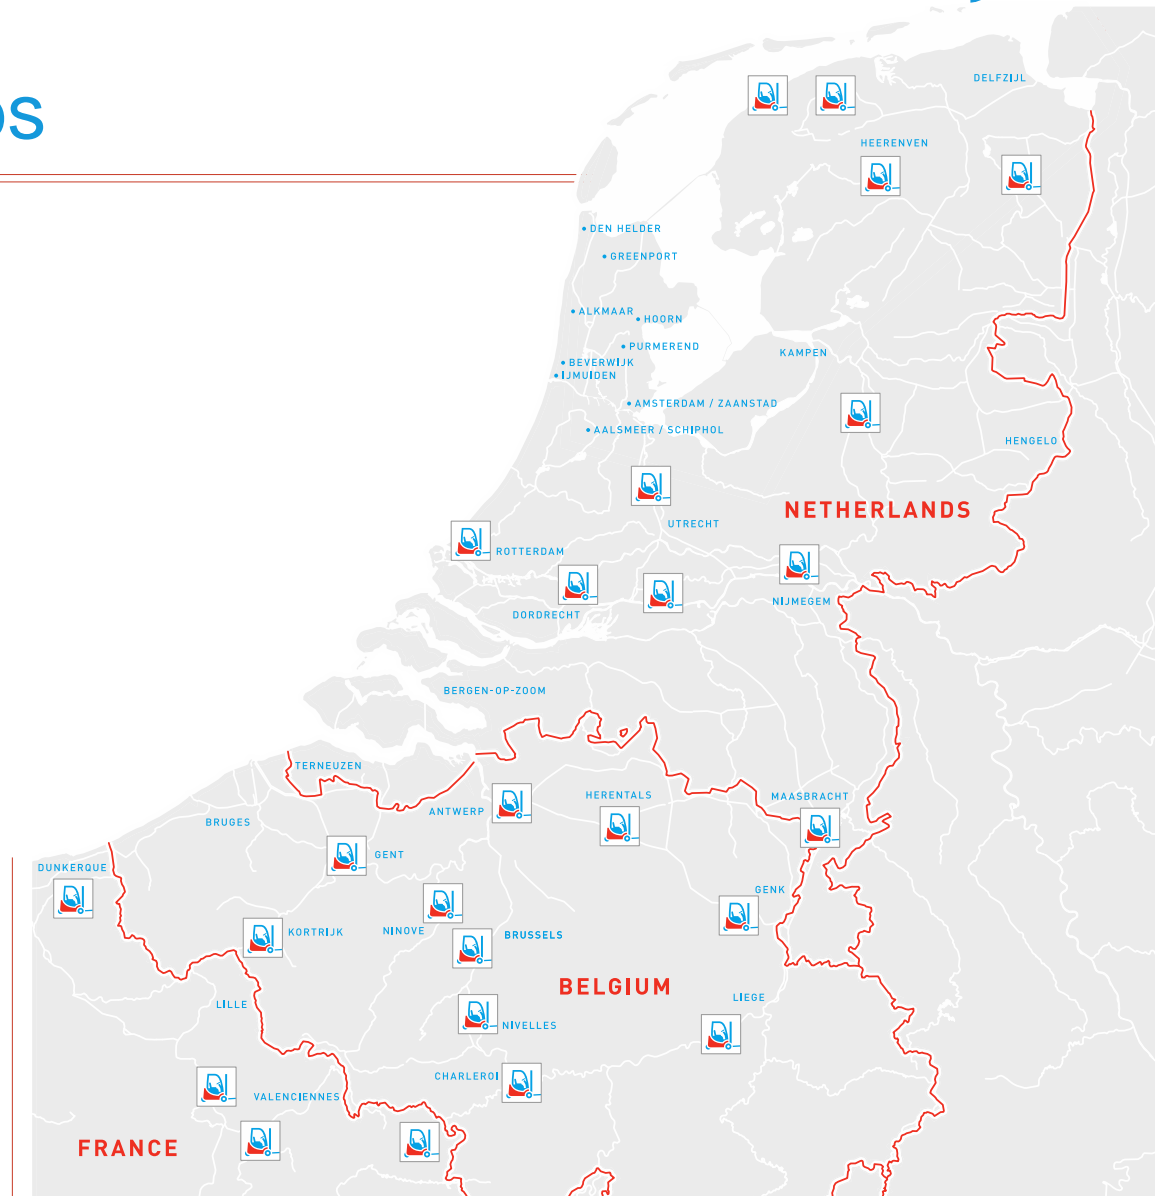 os
DELFZIJL
HEERENVEN
• DEN HELDER
• GREENPORT
• ALKMAAR
• HOORN
• PURMEREND
KAMPEN
• BEVERWIJK
• IJMUIDEN
• AMSTERDAM / ZAANSTAD
• AALSMEER / SCHIPHOL
HENGELO
NETHERLANDS
UTRECHT
ROTTERDAM
NIJMEGEM
DORDRECHT
BERGEN-OP-ZOOM
TERNEUZEN
HERENTALS
MAASBRACHT
ANTWERP
BRUGES
GENT
DUNKERQUE
GENK
KORTRIJK
NINOVE
BRUSSELS
BELGIUM
LIEGE
LILLE
NIVELLES
CHARLEROI
VALENCIENNES
FRANCE